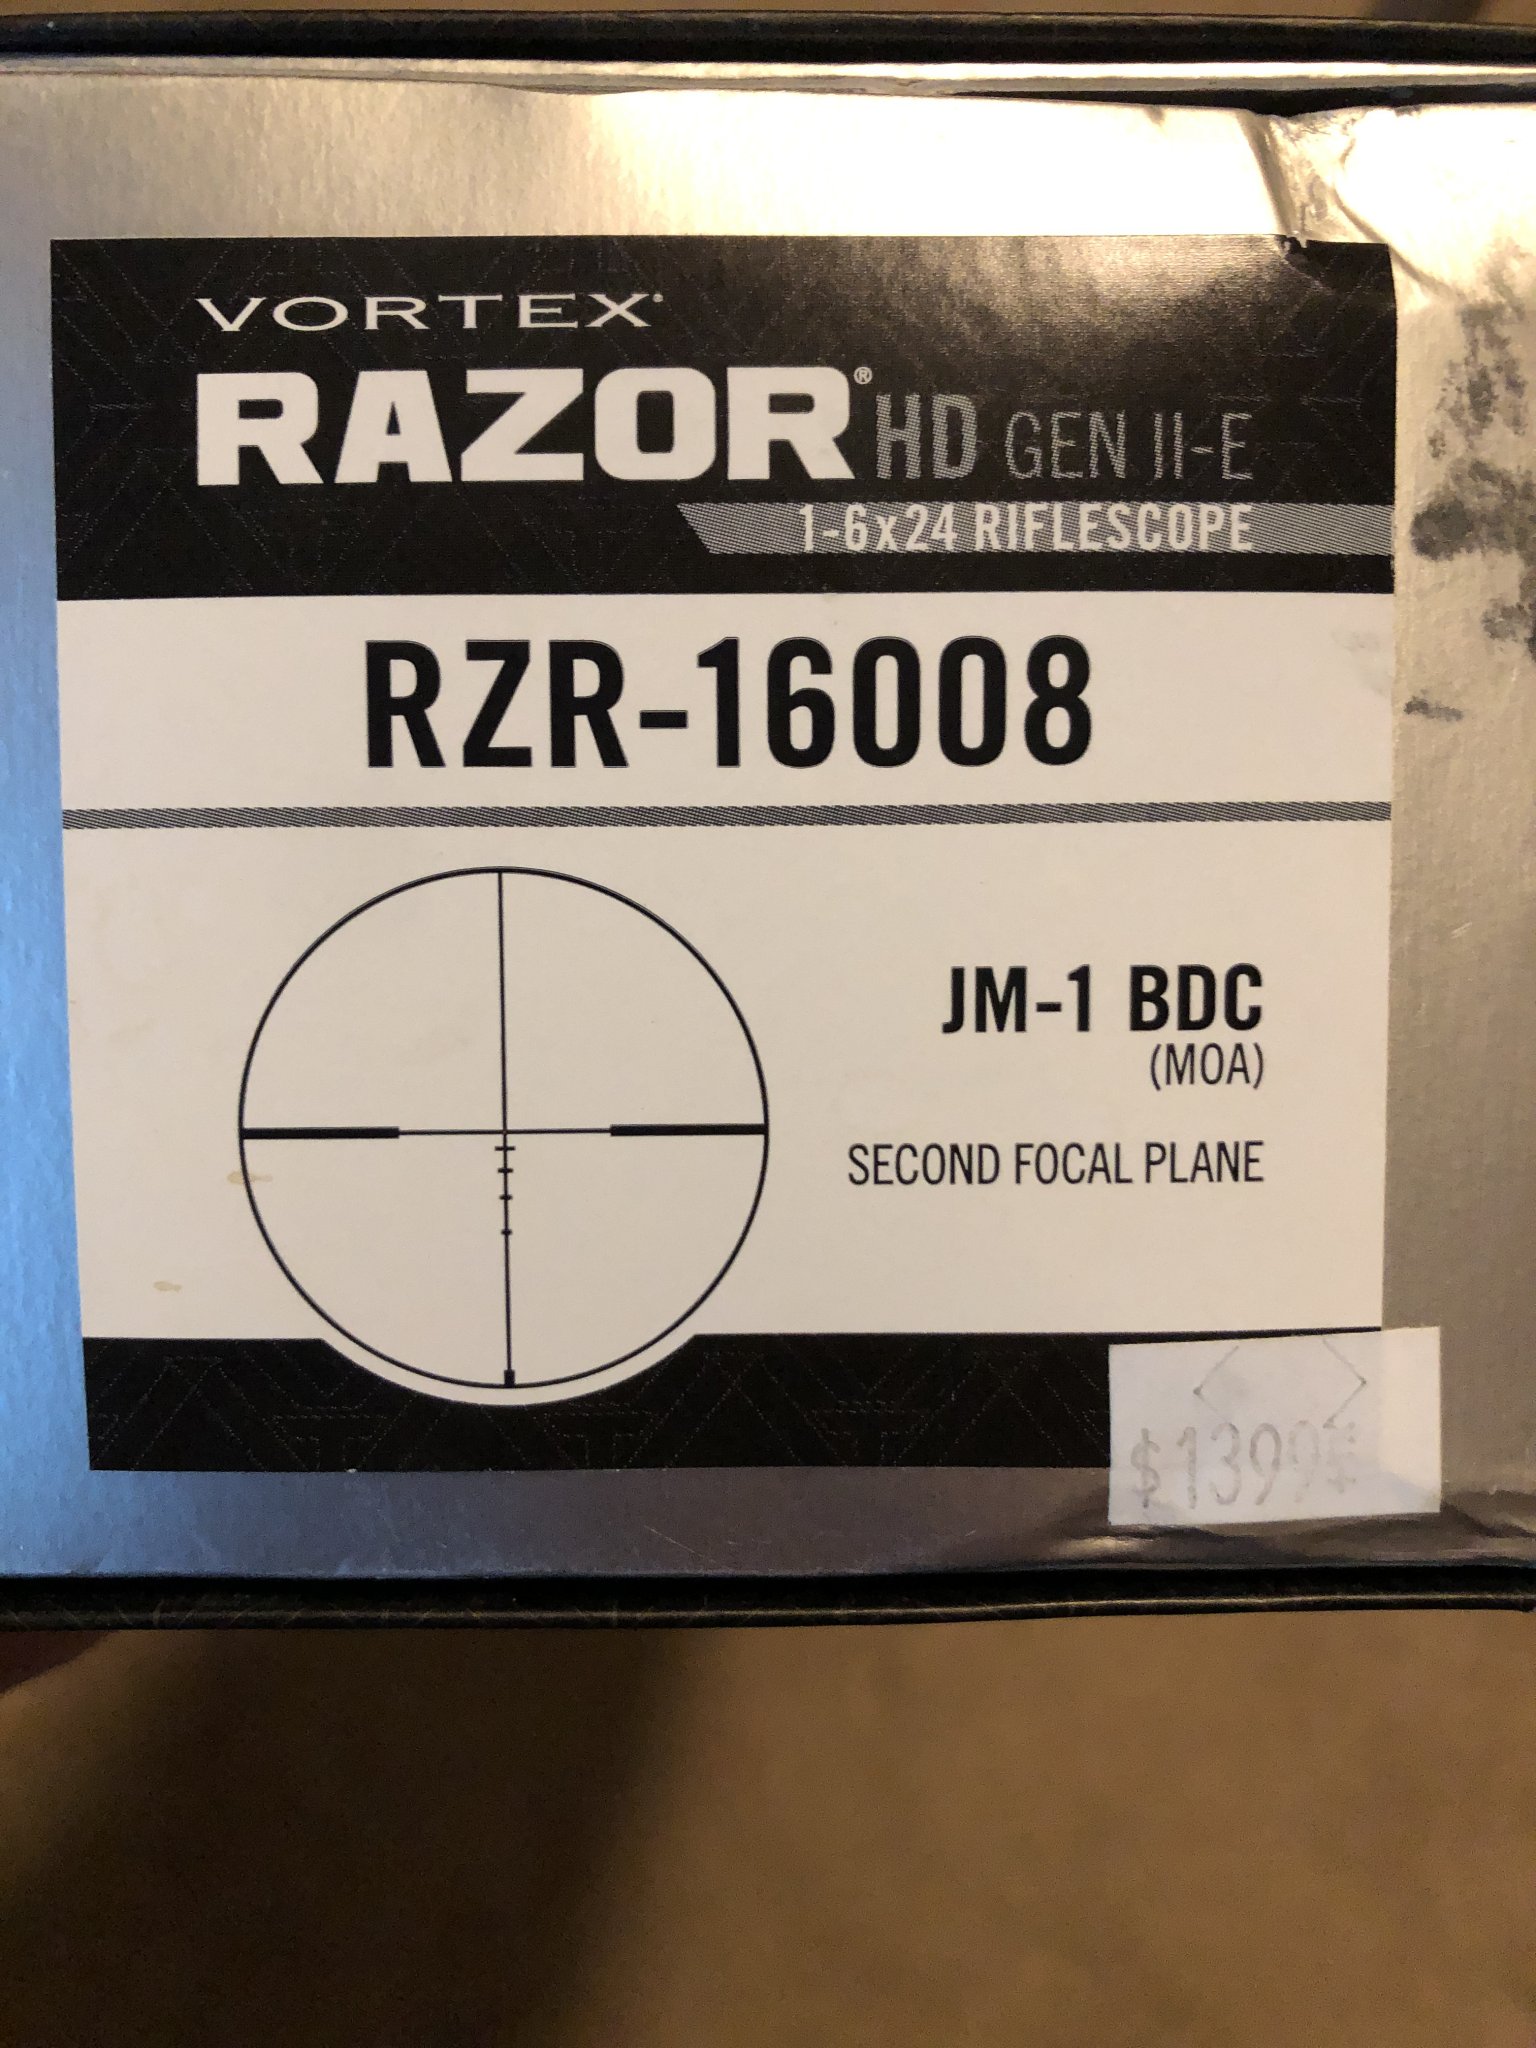 VORTEX
RAZOR® HD GEN II-E
1-6x24 RIFLESCOPE
RZR-16008
JM-1 BDC
(MOA)
SECOND FOCAL PLANE